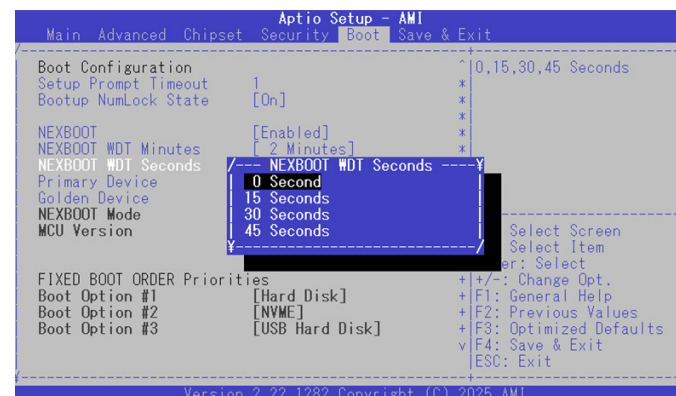 Aptio Setup - AMI
Main Advanced Chipset Security Boot Save & Exit
/----------------------------------------------------+--------------------------
Boot Configuration ^|0,15,30,45 Seconds
Setup Prompt Timeout 1 *|
Bootup NumLock State [On] *|
*|
NEXBOOT [Enabled] *|
NEXBOOT WDT Minutes [ 2 Minutes] *|
NEXBOOT WDT Seconds /--- NEXBOOT WDT Seconds ----¥
Primary Device | 0 Second |
Golden Device | 15 Seconds |
NEXBOOT Mode | 30 Seconds |
MCU Version | 45 Seconds | Select Screen
¥----------------------------/ Select Item
er: Select
FIXED BOOT ORDER Priorities +|+/-: Change Opt.
Boot Option #1 [Hard Disk] +|F1: General Help
Boot Option #2 [NVME] +|F2: Previous Values
Boot Option #3 [USB Hard Disk] +|F3: Optimized Defaults
v|F4: Save & Exit
|ESC: Exit
¥----------------------------------------------------+--------------------------
Version 2.22.1282 Copyright (C) 2025 AMI